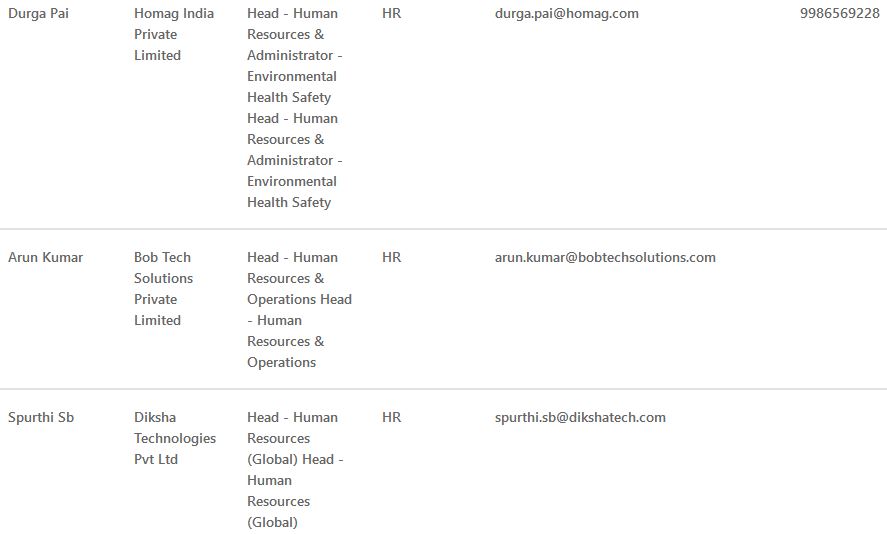 Durga Pai Homag India Head - Human HR durga.pai@homag.com 9986569228
Private Resources &
Limited Administrator -
Environmental
Health Safety
Head - Human
Resources &
Administrator -
Environmental
Health Safety
Arun Kumar Bob Tech Head - Human HR arun.kumar@bobtechsolutions.com
Solutions Resources &
Private Operations Head
Limited - Human
Resources &
Operations
Spurthi Sb Diksha Head - Human HR spurthi.sb@dikshatech.com
Technologies Resources
Pvt Ltd (Global) Head -
Human
Resources
(Global)